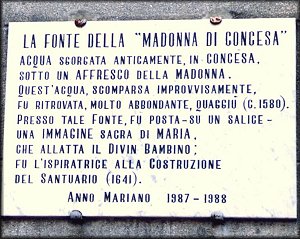 LA FONTE DELLA "MADONNA DI CONCESA"
ACQUA SGORGATA ANTICAMENTE, IN CONCESA,
SOTTO UN AFFRESCO DELLA MADONNA.
QUEST'ACQUA, SCOMPARSA IMPROVVISAMENTE,
FU RITROVATA, MOLTO ABBONDANTE, QUAGGIÙ (C.1580).
PRESSO TALE FONTE, FU POSTA-SU UN SALICE-
UNA IMMAGINE SACRA DI MARIA,
CHE ALLATTA IL DIVIN BAMBINO;
FU L'ISPIRATRICE ALLA COSTRUZIONE
DEL SANTUARIO (1641).
ANNO MARIANO 1987-1988